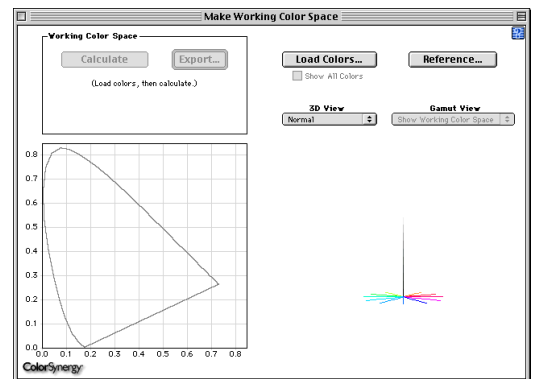 Make Working Color Space
Working Color Space
Calculate
Export...
(Load colors, then calculate.)
Load Colors...
Reference...
Show All Colors
3D View
Gamut View
Normal
Show Working Color Space
0.8
0.7
0.6
0.5
0.4
0.3
0.2
0.1
0.0
0.0 0.1 0.2 0.3 0.4 0.5 0.6 0.7 0.8
ColorSynergy